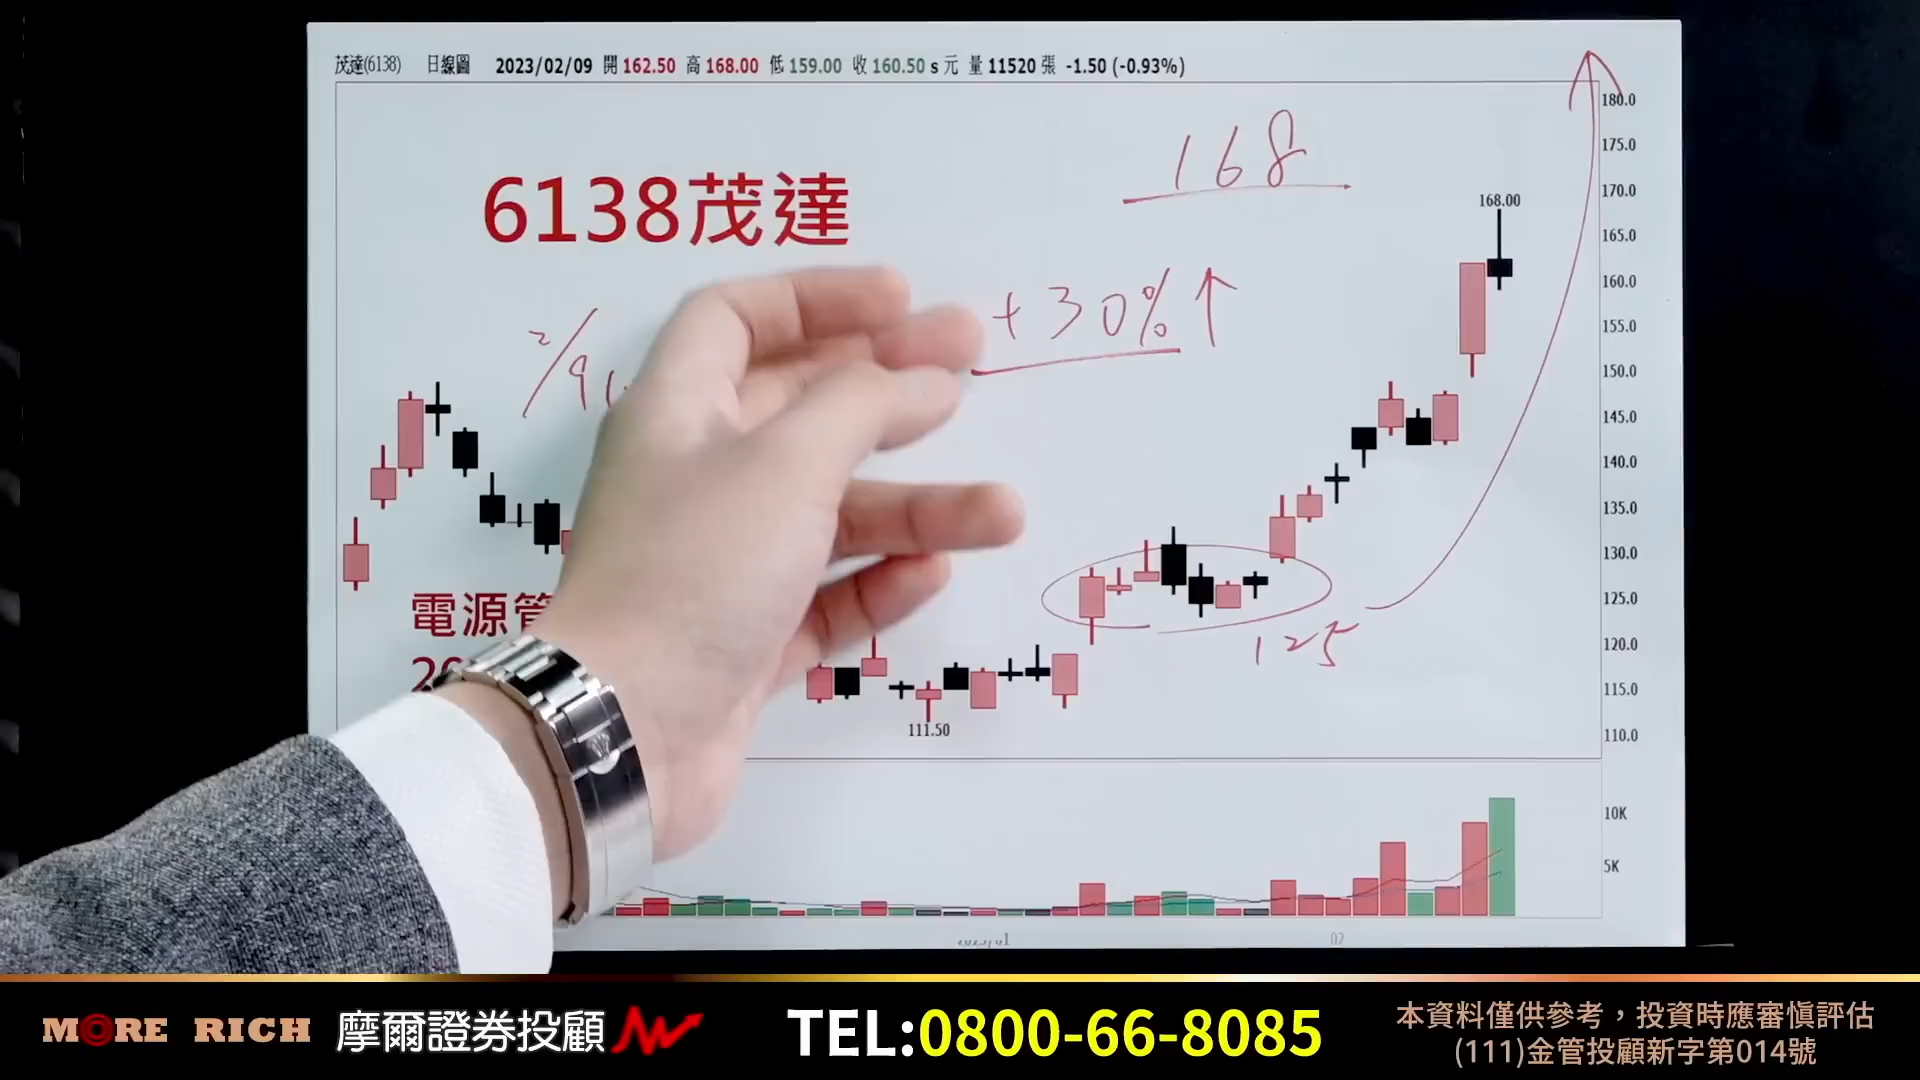 茂達(6138) 日線圖 2023/02/09 開 162.50 高 168.00 低 159.00 收 160.50 s 元 量 11520 張 -1.50 (-0.93%)
180.0
175.0
170.0
165.0
160.0
155.0
150.0
145.0
140.0
135.0
130.0
125.0
120.0
115.0
110.0
168
168.00
6138茂達
+30%↑
2/9
電源管
125
111.50
10K
5K
02
MORE RICH 摩爾證券投顧
TEL:0800-66-8085
本資料僅供參考，投資時應審慎評估
(111)金管投顧新字第014號